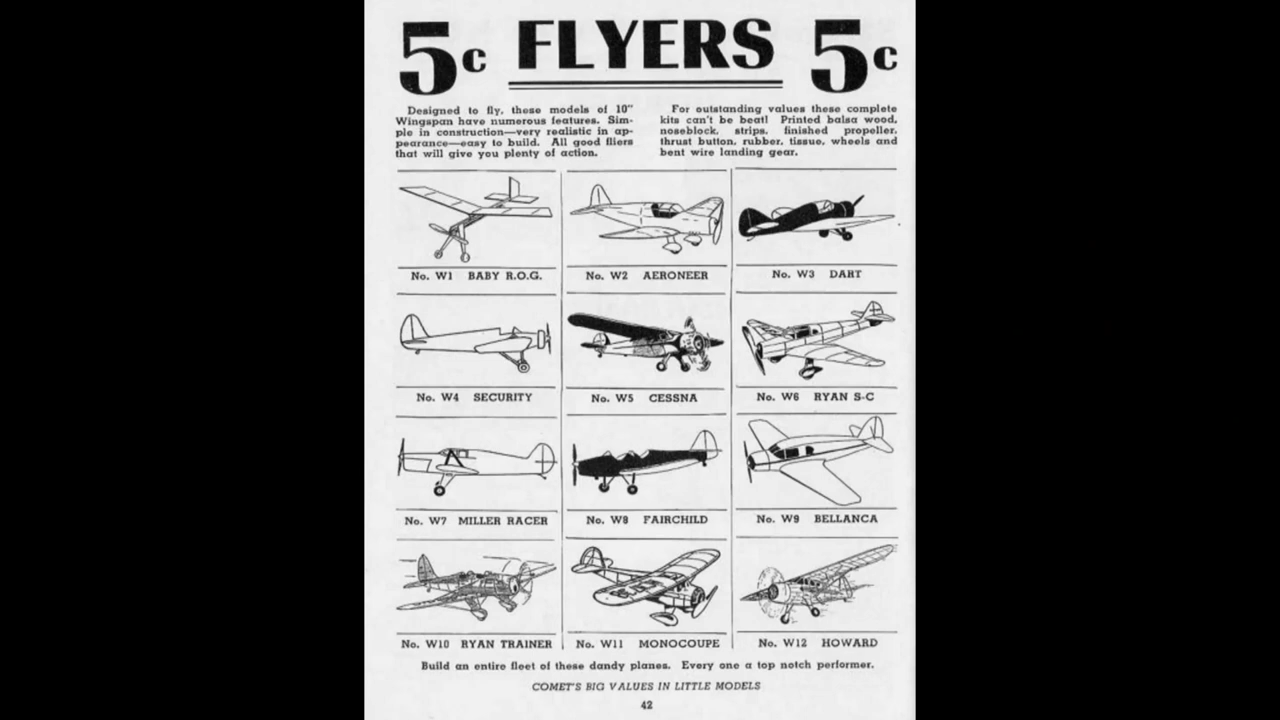 5c FLYERS 5c
Designed to fly, these models of 10"
Wingspan have numerous features. Sim-
ple in construction—very realistic in ap-
pearance—easy to build. All good fliers
that will give you plenty of action.
For outstanding values these complete
kits can't be beat! Printed balsa wood,
noseblock, strips, finished propeller,
thrust button, rubber, tissue, wheels and
bent wire landing gear.
No. W1 BABY R.O.G.
No. W2 AERONEER
No. W3 DART
No. W4 SECURITY
No. W5 CESSNA
No. W6 RYAN S-C
No. W7 MILLER RACER
No. W8 FAIRCHILD
No. W9 BELLANCA
No. W10 RYAN TRAINER
No. W11 MONOCOUPE
No. W12 HOWARD
Build an entire fleet of these dandy planes. Every one a top notch performer.
COMET'S BIG VALUES IN LITTLE MODELS
42